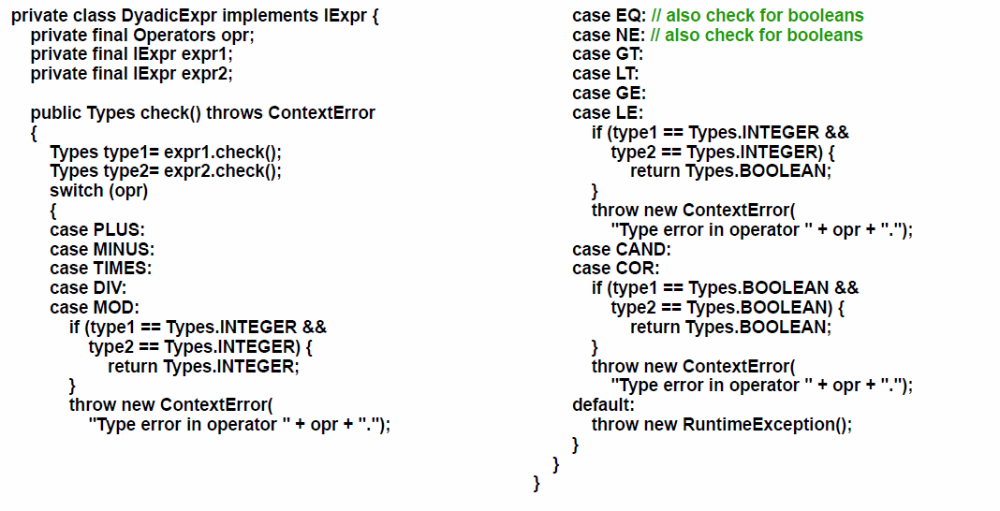 private class DyadicExpr implements IExpr {
private final Operators opr;
private final IExpr expr1;
private final IExpr expr2;
public Types check() throws ContextError
{
Types type1= expr1.check();
Types type2= expr2.check();
switch (opr)
{
case PLUS:
case MINUS:
case TIMES:
case DIV:
case MOD:
if (type1 == Types.INTEGER &&
type2 == Types.INTEGER) {
return Types.INTEGER;
}
throw new ContextError(
"Type error in operator " + opr + ".");
case EQ: // also check for booleans
case NE: // also check for booleans
case GT:
case LT:
case GE:
case LE:
if (type1 == Types.INTEGER &&
type2 == Types.INTEGER) {
return Types.BOOLEAN;
}
throw new ContextError(
"Type error in operator " + opr + ".");
case CAND:
case COR:
if (type1 == Types.BOOLEAN &&
type2 == Types.BOOLEAN) {
return Types.BOOLEAN;
}
throw new ContextError(
"Type error in operator " + opr + ".");
default:
throw new RuntimeException();
}
}
}